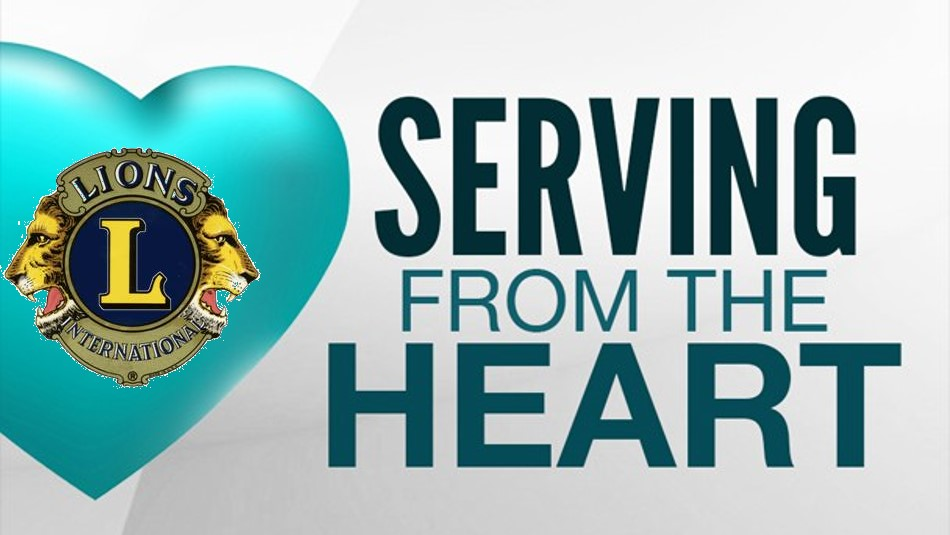 LIONS
L
INTERNATIONAL
®
SERVING
FROM THE
HEART